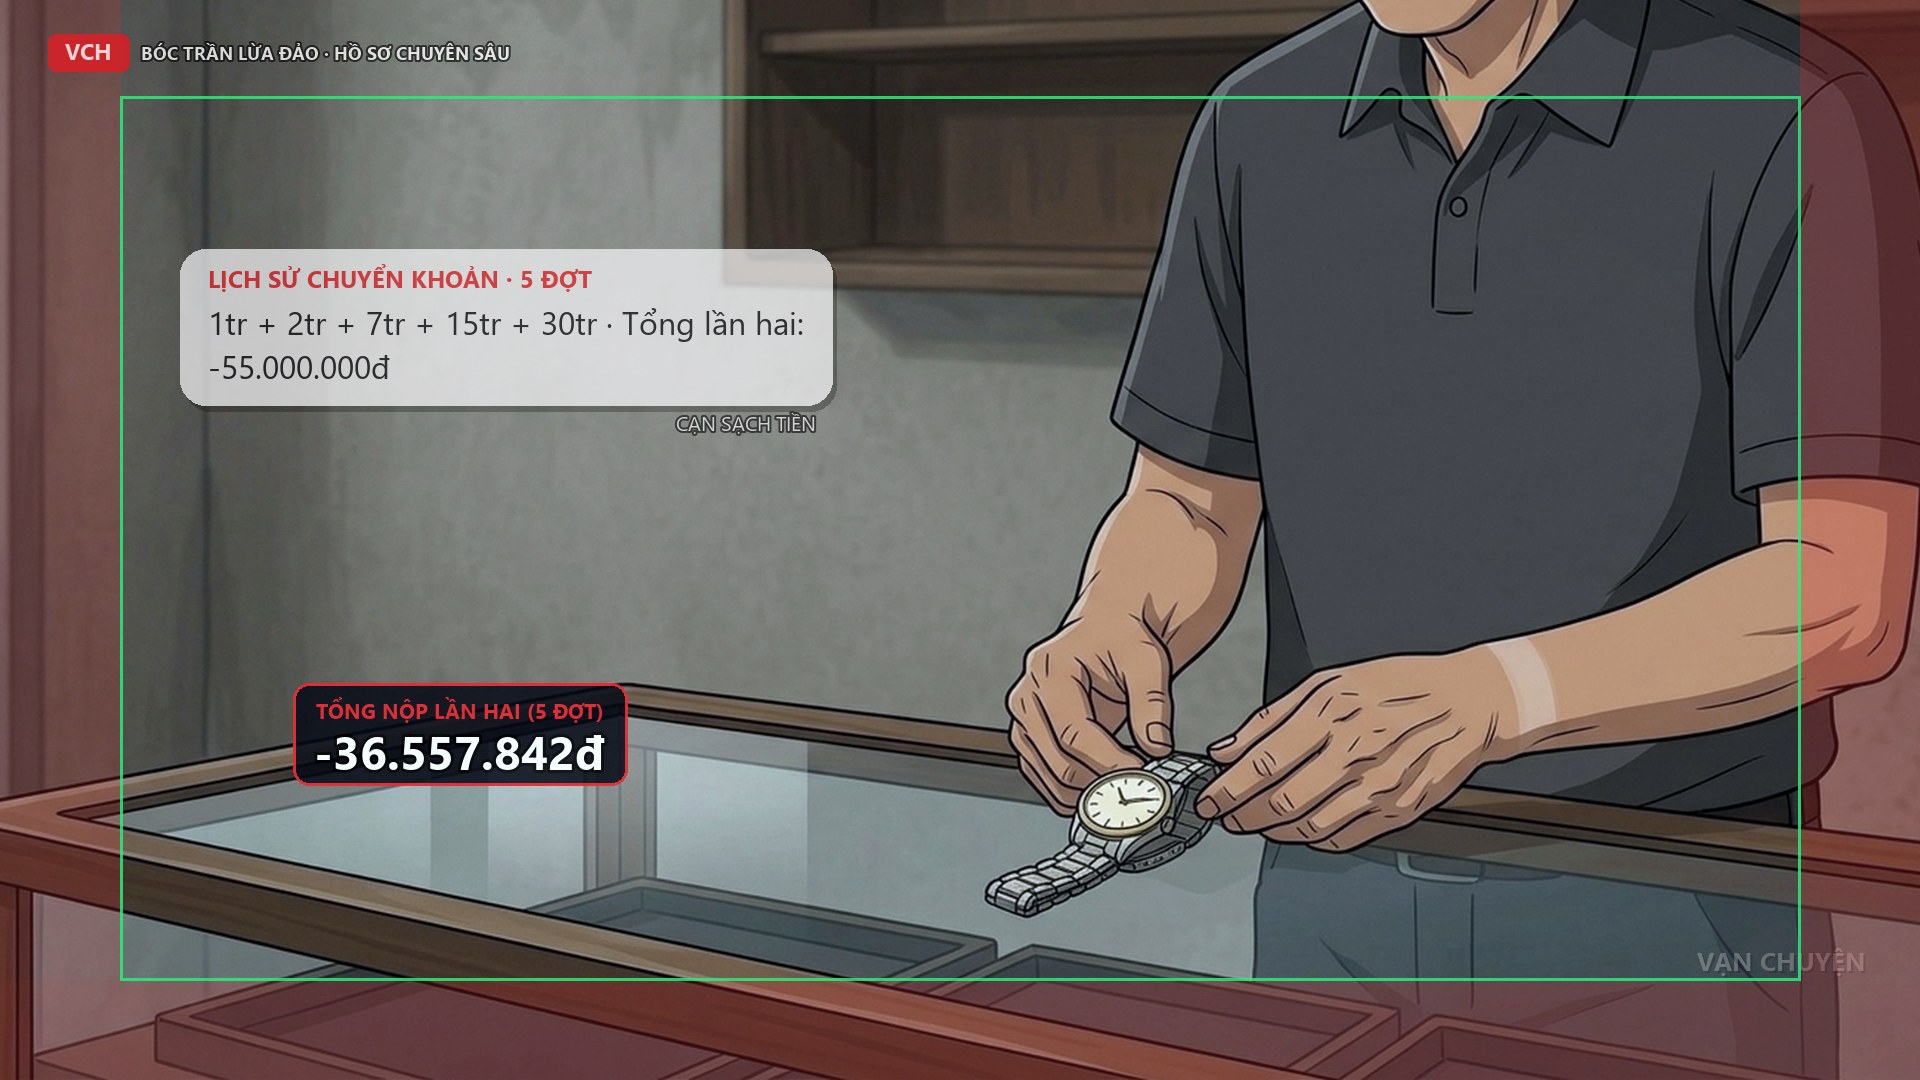 VCH BÓC TRẦN LỪA ĐẢO · HỒ SƠ CHUYÊN SÂU
LỊCH SỬ CHUYỂN KHOẢN · 5 ĐỢT
1tr + 2tr + 7tr + 15tr + 30tr · Tổng lần hai:
-55.000.000đ
CẠN SẠCH TIỀN
TỔNG NỘP LẦN HAI (5 ĐỢT)
-36.557.842đ
VẠN CHUYỆN